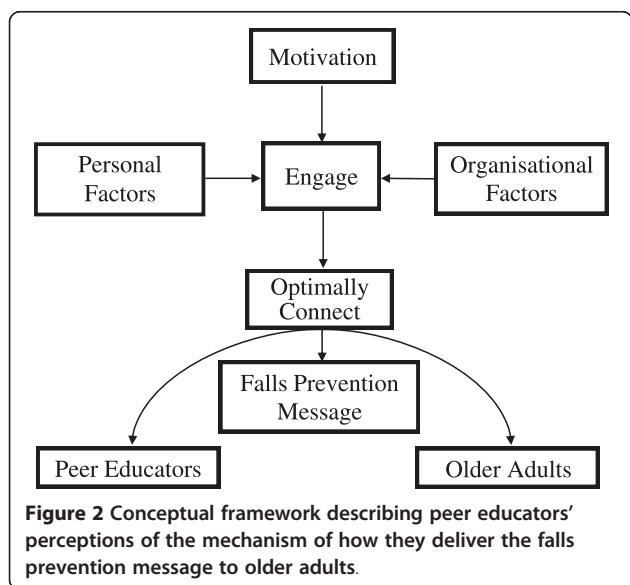 Motivation
Personal
Factors
Engage
Organisational
Factors
Optimally
Connect
Falls Prevention
Message
Peer Educators
Older Adults
Figure 2 Conceptual framework describing peer educators’
perceptions of the mechanism of how they deliver the falls
prevention message to older adults.